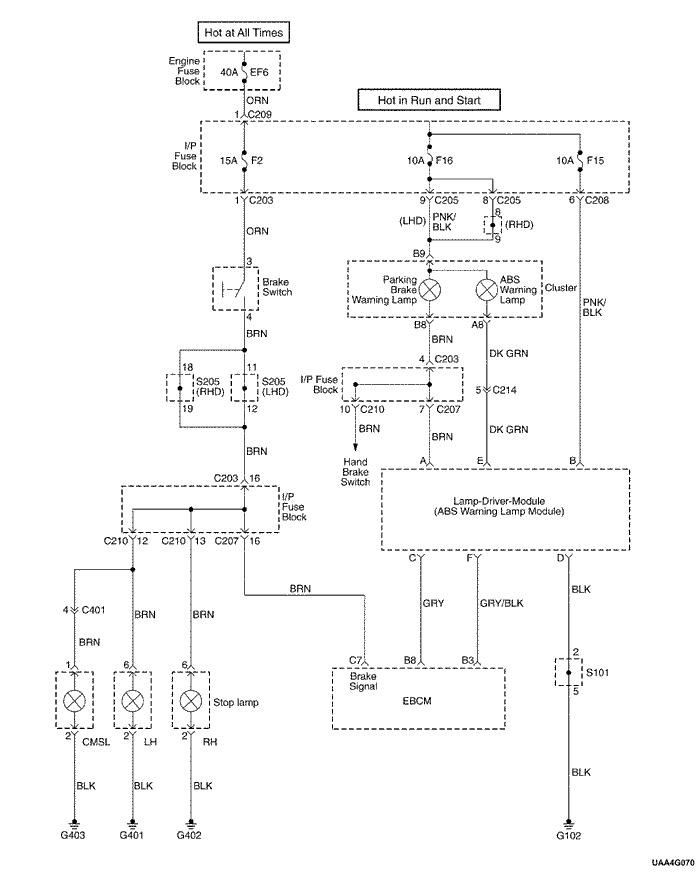 Hot at All Times
Engine
Fuse
Block
40A EF6
ORN
1 C209
Hot in Run and Start
I/P
Fuse
Block
15A F2
10A F16
10A F15
1 C203
9 C205
8 C205
6 C208
(LHD) PNK/
BLK
8
(RHD)
9
ORN
B9
3
Brake
Switch
4
Parking
Brake
Warning Lamp
ABS
Warning
Lamp
Cluster
PNK/
BLK
B8
A8
BRN
BRN
DK GRN
4 C203
18
S205
(RHD)
19
11
S205
(LHD)
12
I/P Fuse
Block
5 C214
10 C210
7 C207
BRN
BRN
DK GRN
BRN
Hand
Brake
Switch
A
E
B
C203 16
I/P
Fuse
Block
Lamp-Driver-Module
(ABS Warning Lamp Module)
C210 12
C210 13
C207 16
C
F
D
BRN
BLK
4 C401
BRN
BRN
GRY
GRY/BLK
BRN
1
6
6
C7
B8
B3
2
S101
5
Brake
Signal
EBCM
Stop lamp
2 CMSL
2 LH
2 RH
BLK
BLK
BLK
BLK
G403
G401
G402
G102
UAA4G070